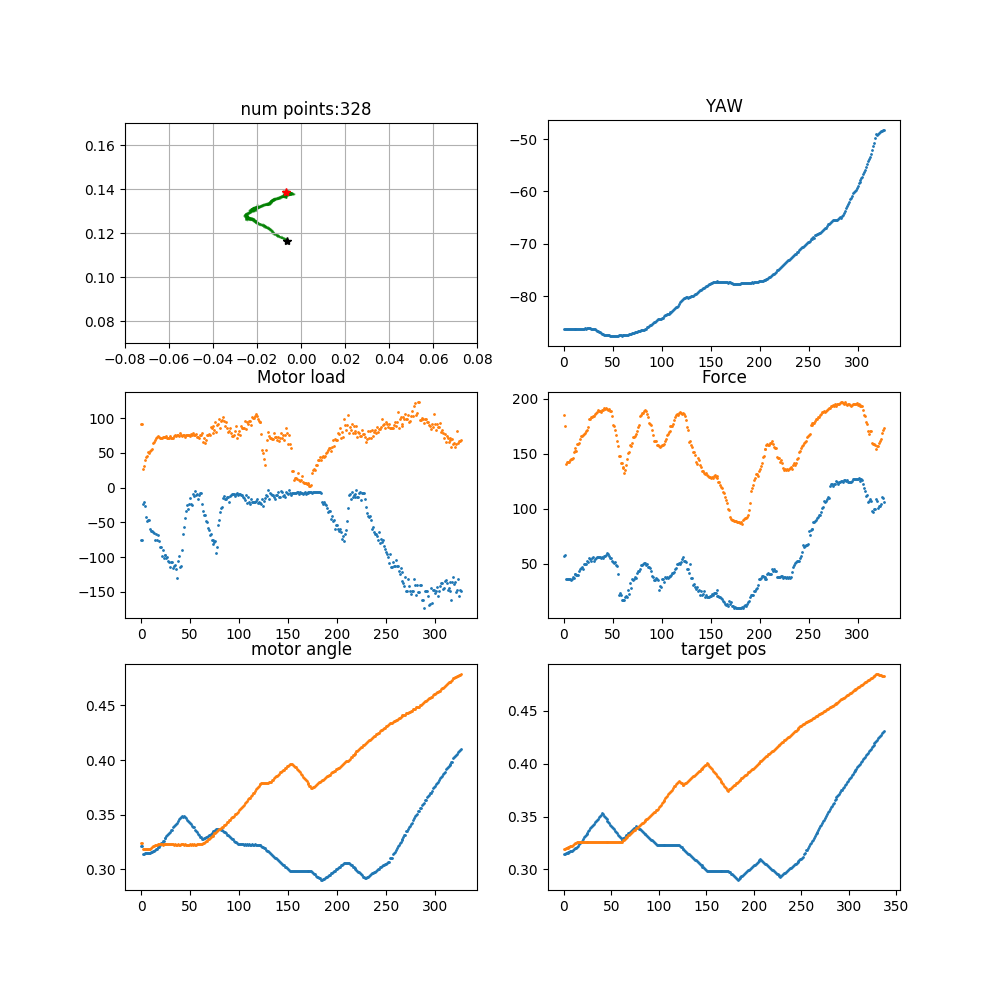 num points:328
YAW
0.16
0.14
0.12
0.10
0.08
−0.08 −0.06 −0.04 −0.02 0.00 0.02 0.04 0.06 0.08
−50
−60
−70
−80
0 50 100 150 200 250 300
Motor load
Force
100
50
0
−50
−100
−150
0 50 100 150 200 250 300
200
150
100
50
0 50 100 150 200 250 300
motor angle
target pos
0.45
0.40
0.35
0.30
0 50 100 150 200 250 300
0.45
0.40
0.35
0.30
0 50 100 150 200 250 300 350